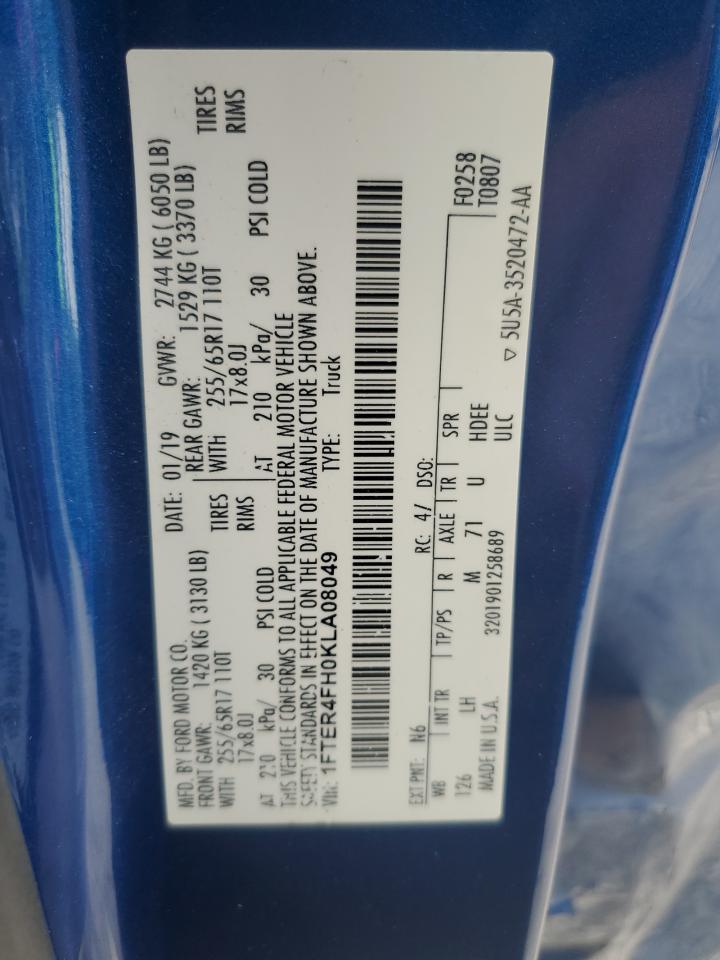 MFD. BY FORD MOTOR CO. DATE: 01/19 GVWR: 2744 KG ( 6050 LB)
FRONT GAWR: 1420 KG ( 3130 LB) REAR GAWR: 1529 KG ( 3370 LB)
WITH 255/65R17 110T TIRES WITH 255/65R17 110T TIRES
17x8.0J RIMS 17x8.0J RIMS
AT 210 kPa/ 30 PSI COLD AT 210 kPa/ 30 PSI COLD
THIS VEHICLE CONFORMS TO ALL APPLICABLE FEDERAL MOTOR VEHICLE
SAFETY STANDARDS IN EFFECT ON THE DATE OF MANUFACTURE SHOWN ABOVE.
VIN: 1FTER4FH0KLA08049 TYPE: Truck
EXT PNT: N6 RC: 47 DSO: F0258
WB INT TR TP/PS R AXLE TR SPR T0807
126 LH M 71 U HDEE
MADE IN U.S.A. 3201901258689 ULC ▽ 5U5A-3520472-AA